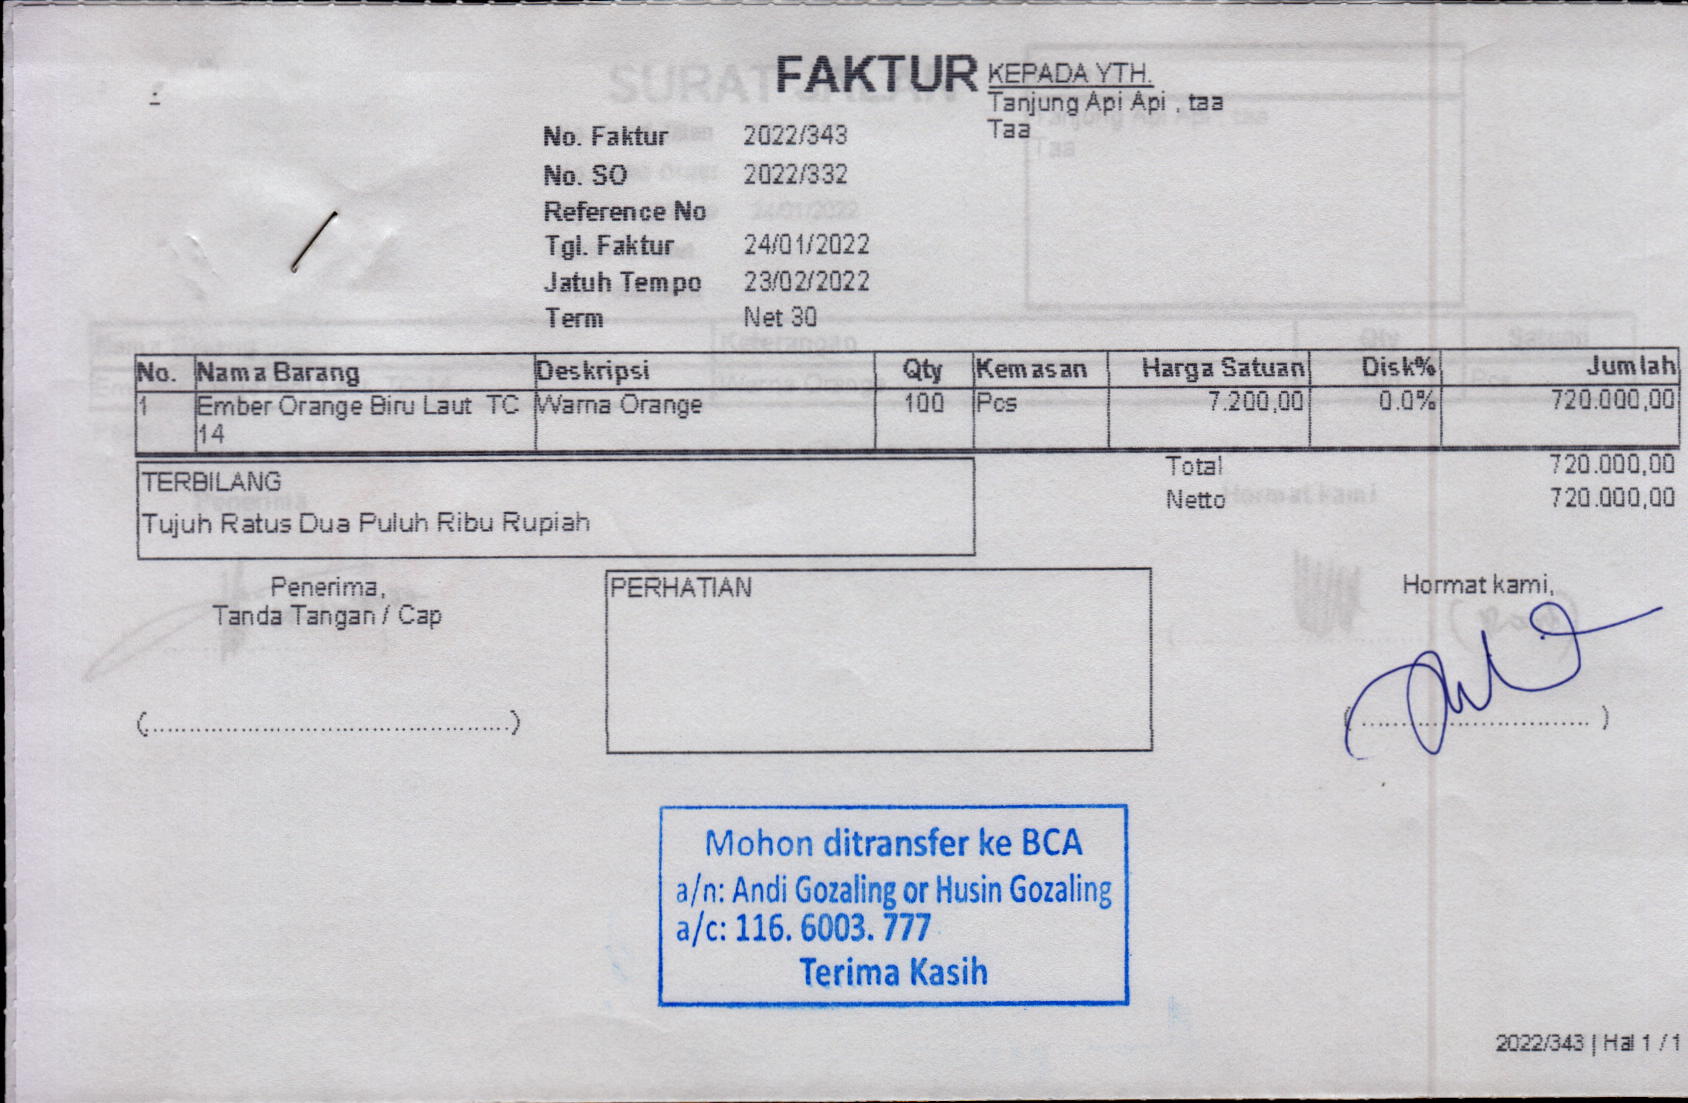 FAKTUR
KEPADA YTH.
Tanjung Api Api , taa
Taa
No. Faktur 2022/343
No. SO 2022/332
Reference No
Tgl. Faktur 24/01/2022
Jatuh Tempo 23/02/2022
Term Net 30
No. Nama Barang Deskripsi Qty Kemasan Harga Satuan Disk% Jumlah
1 Ember Orange Biru Laut TC Warna Orange 100 Pcs 7.200,00 0.0% 720.000,00
14
Total 720.000,00
Netto 720.000,00
TERBILANG
Tujuh Ratus Dua Puluh Ribu Rupiah
Penerima,
Tanda Tangan / Cap
(................................................)
PERHATIAN
Hormat kami,
( .............................. )
Mohon ditransfer ke BCA
a/n: Andi Gozaling or Husin Gozaling
a/c: 116. 6003. 777
Terima Kasih
2022/343 | Hal 1 / 1